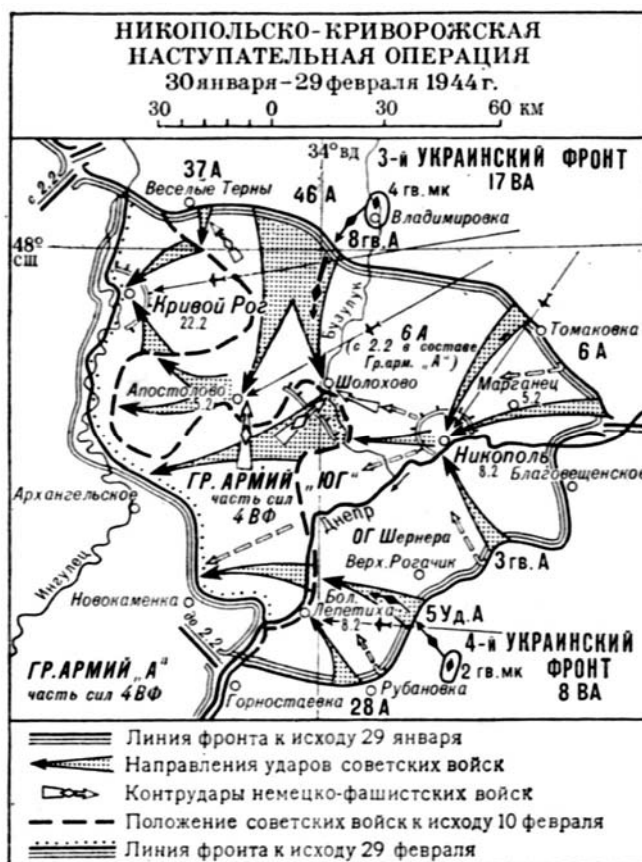 НИКОПОЛЬСКО-КРИВОРОЖСКАЯ
НАСТУПАТЕЛЬНАЯ ОПЕРАЦИЯ
30 января–29 февраля 1944 г.
30 0 30 60 км
34° вд
3-й УКРАИНСКИЙ ФРОНТ
17 ВА
37 А
Веселые Терны
с 2.2
46 А
4 гв. мк
Владимировка
8 гв. А
48°
сш
Кривой Рог
22.2
Бузулук
6 А
(с 2.2 в составе
Гр. арм. „А")
Томаковка
6 А
Апостолово
5.2
Шолохово
Марганец
5.2
Никополь
8.2
Благовещенское
ГР. АРМИЙ „ЮГ"
часть сил
4 ВФ
Архангельское
Днепр
ОГ Шернера
Верх. Рогачик
3 гв. А
Ингулец
Новокаменка
до 2.2
Бол.
Лепетиха
8.2
5 Уд. А
4-й УКРАИНСКИЙ
ФРОНТ
8 ВА
2 гв. мк
ГР. АРМИЙ „А"
часть сил 4 ВФ
Горностаевка
28 А
Рубановка
Линия фронта к исходу 29 января
Направления ударов советских войск
Контрудары немецко-фашистских войск
Положение советских войск к исходу 10 февраля
Линия фронта к исходу 29 февраля